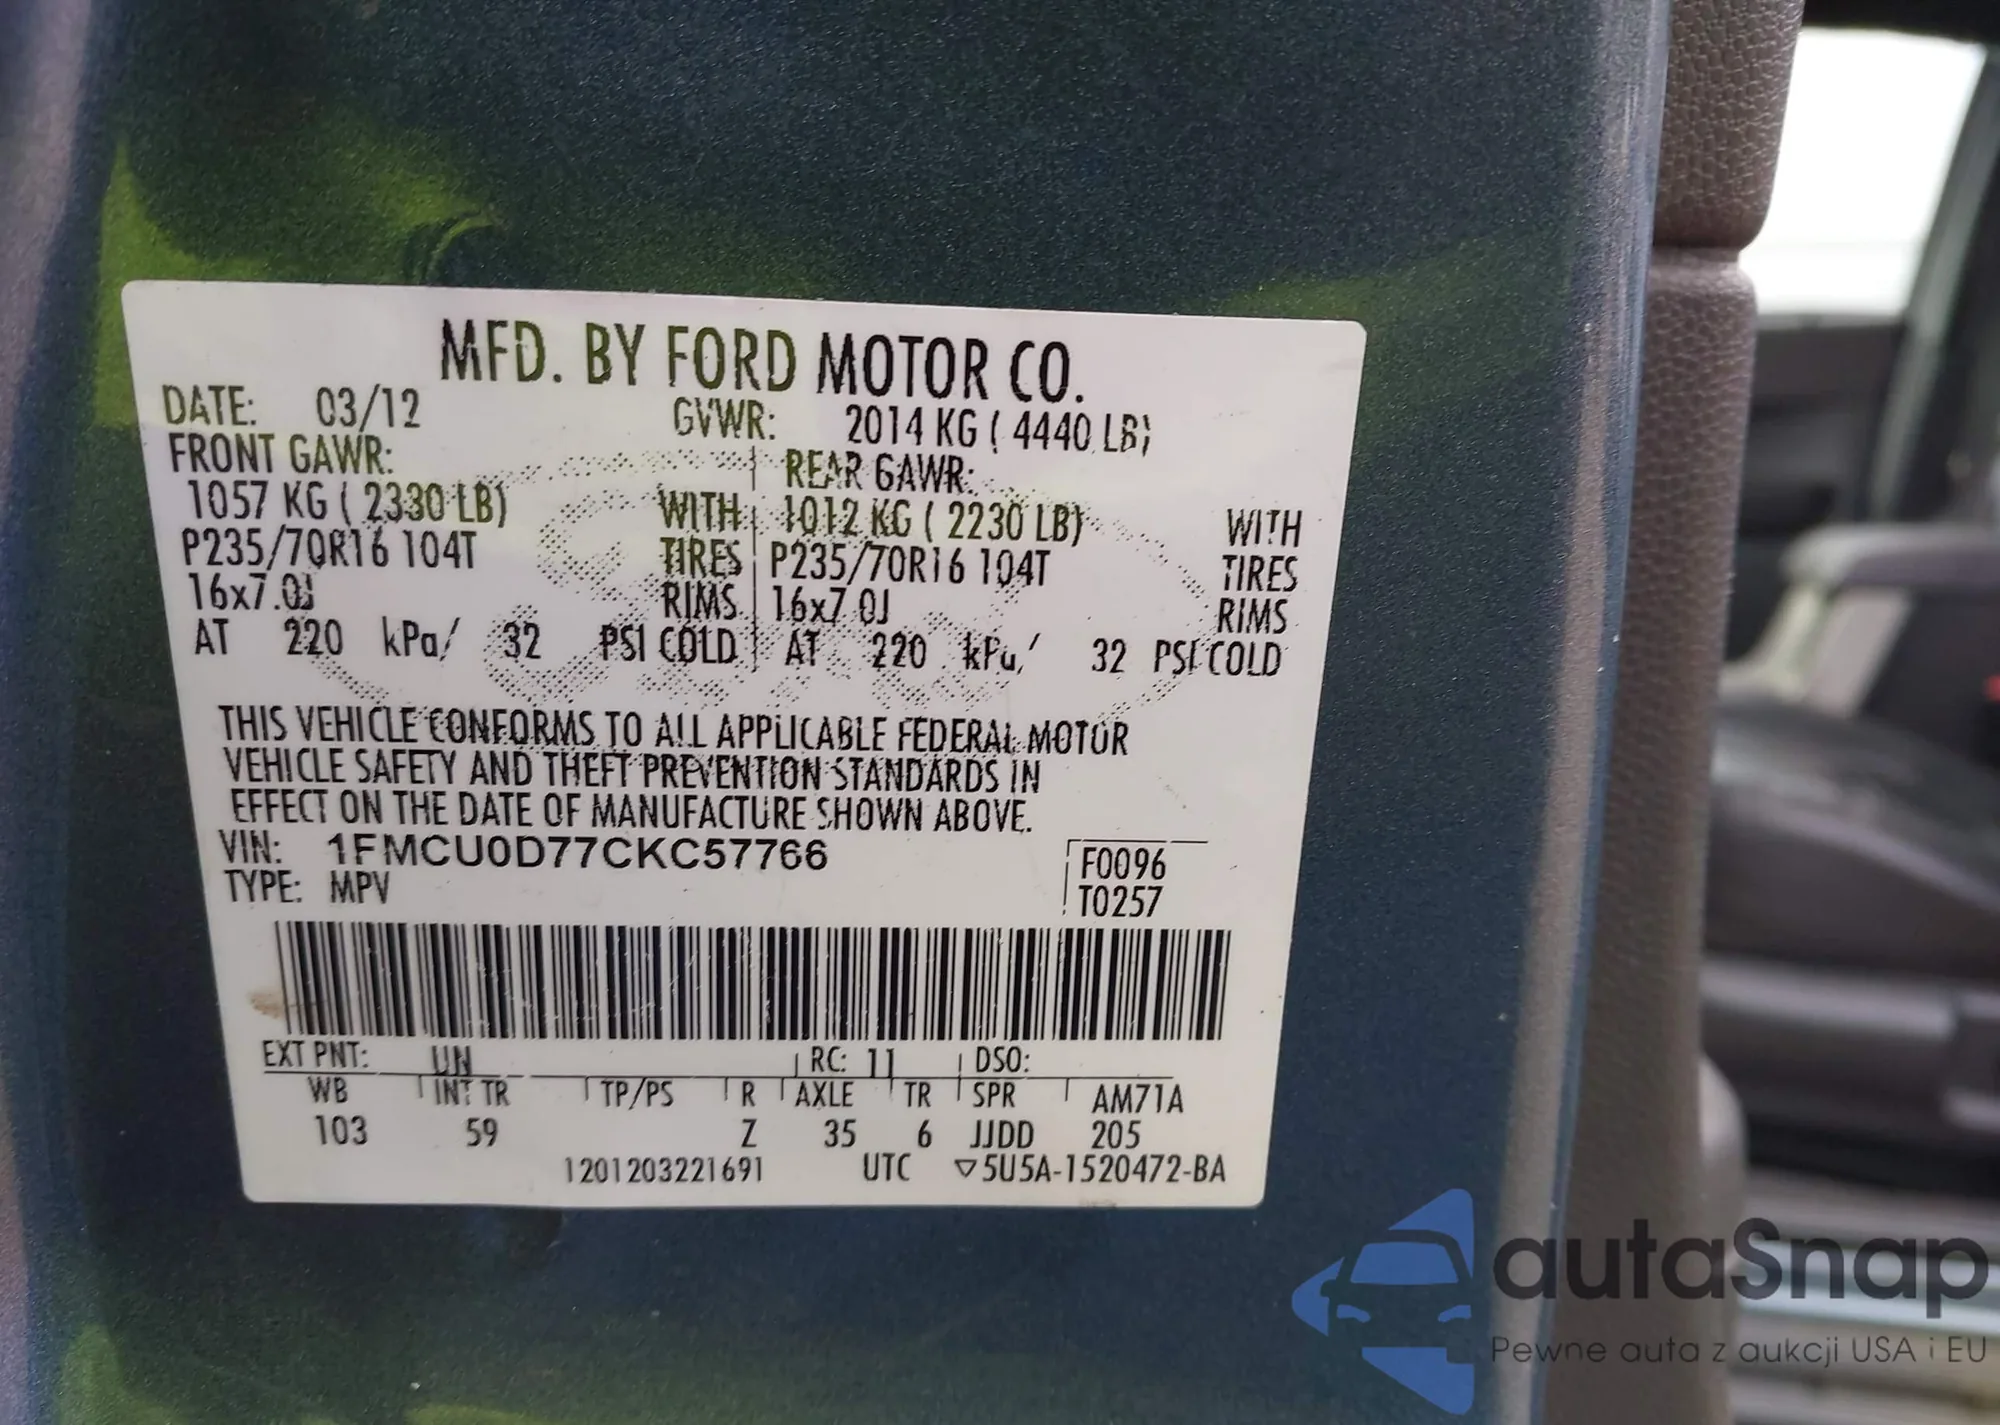 MFD. BY FORD MOTOR CO.
DATE: 03/12 GVWR: 2014 KG ( 4440 LB)
FRONT GAWR: REAR GAWR:
1057 KG ( 2330 LB) WITH 1012 KG ( 2230 LB) WITH
P235/70R16 104T TIRES P235/70R16 104T TIRES
16x7.0J RIMS 16x7.0J RIMS
AT 220 kPa/ 32 PSI COLD AT 220 kPa/ 32 PSI COLD
THIS VEHICLE CONFORMS TO ALL APPLICABLE FEDERAL MOTOR
VEHICLE SAFETY AND THEFT PREVENTION STANDARDS IN
EFFECT ON THE DATE OF MANUFACTURE SHOWN ABOVE.
VIN: 1FMCU0D77CKC57766 F0096
TYPE: MPV T0257
EXT PNT: UN RC: 11 DSO:
WB INT TR TP/PS R AXLE TR SPR AM71A
103 59 Z 35 6 JJDD 205
1201203221691 UTC ▽5U5A-1520472-BA
autaSnap
Pewne auta z aukcji USA i EU